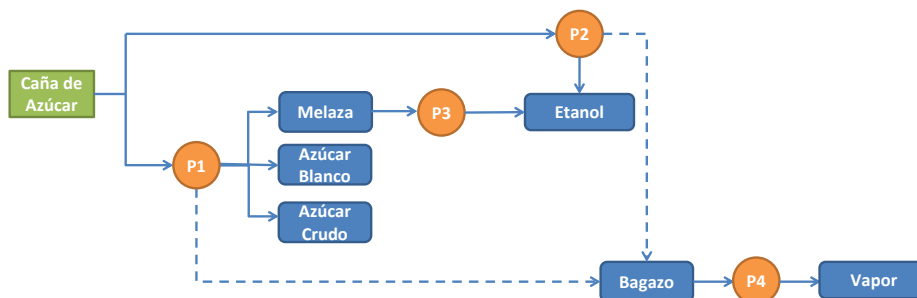 P2
Caña de
Azúcar
Melaza
P3
Etanol
P1
Azúcar
Blanco
Azúcar
Crudo
Bagazo
P4
Vapor